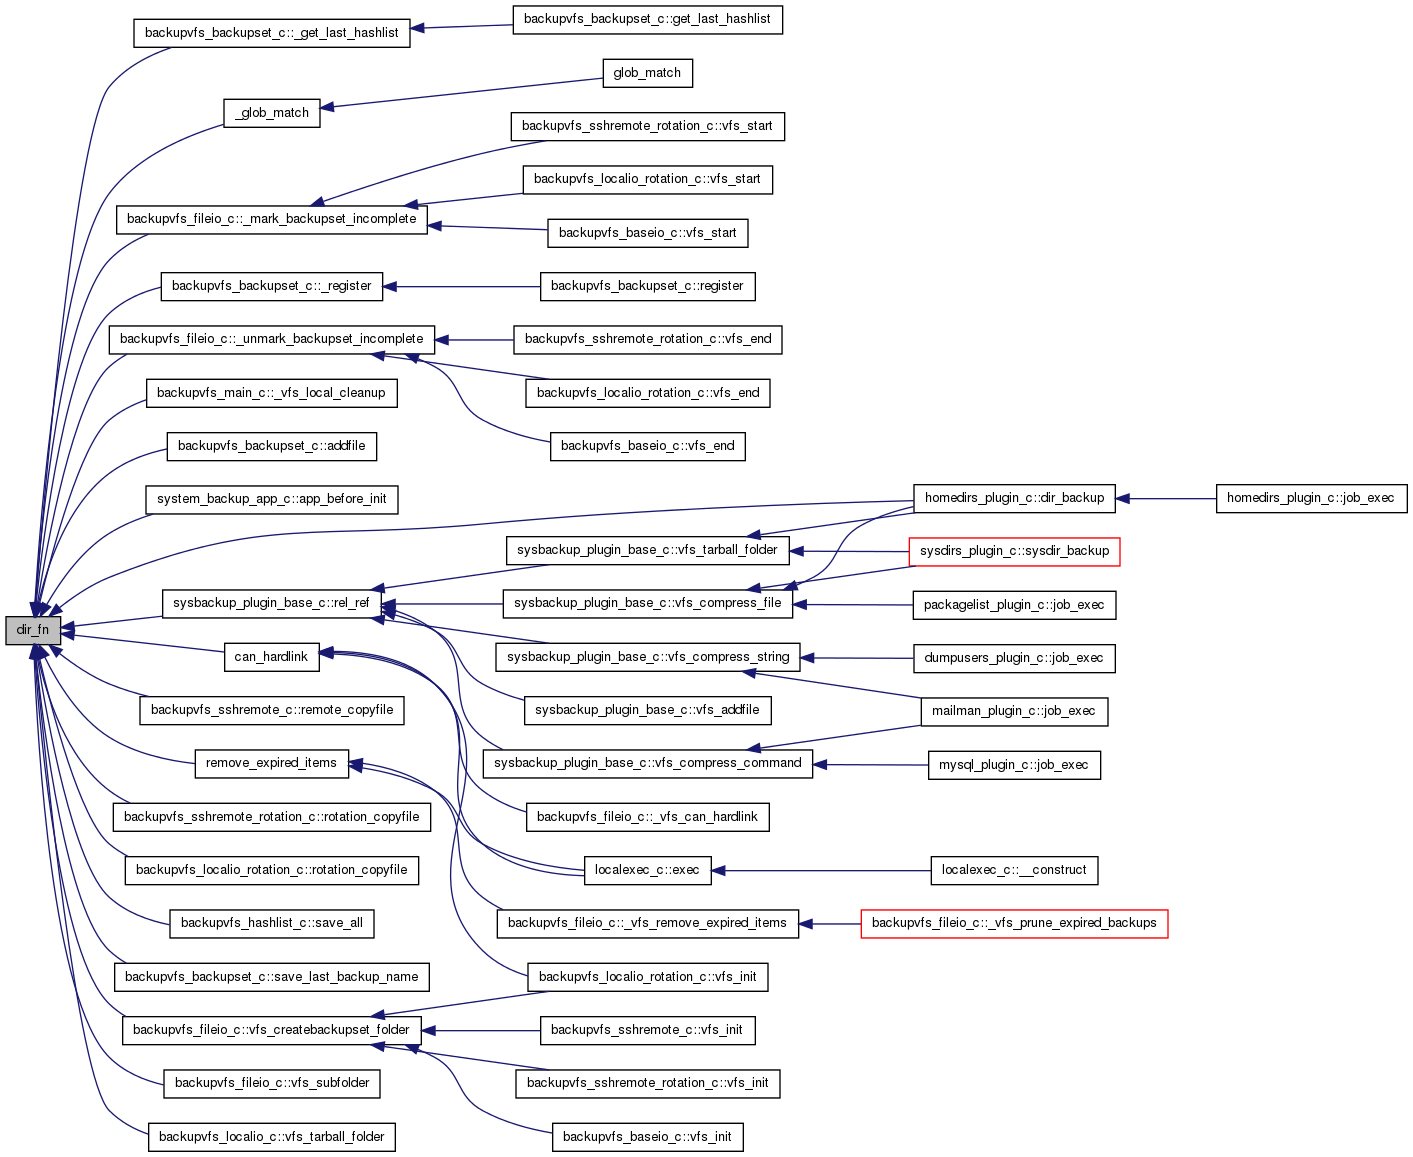 backupvfs_backupset_c::get_last_hashlist
backupvfs_backupset_c::_get_last_hashlist
glob_match
_glob_match
backupvfs_sshremote_rotation_c::vfs_start
backupvfs_localio_rotation_c::vfs_start
backupvfs_fileio_c::_mark_backupset_incomplete
backupvfs_baseio_c::vfs_start
backupvfs_backupset_c::_register
backupvfs_backupset_c::register
backupvfs_fileio_c::_unmark_backupset_incomplete
backupvfs_sshremote_rotation_c::vfs_end
backupvfs_main_c::_vfs_local_cleanup
backupvfs_localio_rotation_c::vfs_end
backupvfs_backupset_c::addfile
backupvfs_baseio_c::vfs_end
system_backup_app_c::app_before_init
homedirs_plugin_c::dir_backup
homedirs_plugin_c::job_exec
sysbackup_plugin_base_c::vfs_tarball_folder
sysdirs_plugin_c::sysdir_backup
sysbackup_plugin_base_c::rel_ref
sysbackup_plugin_base_c::vfs_compress_file
packagelist_plugin_c::job_exec
dir_fn
can_hardlink
sysbackup_plugin_base_c::vfs_compress_string
dumpusers_plugin_c::job_exec
backupvfs_sshremote_c::remote_copyfile
sysbackup_plugin_base_c::vfs_addfile
mailman_plugin_c::job_exec
remove_expired_items
sysbackup_plugin_base_c::vfs_compress_command
mysql_plugin_c::job_exec
backupvfs_sshremote_rotation_c::rotation_copyfile
backupvfs_fileio_c::_vfs_can_hardlink
backupvfs_localio_rotation_c::rotation_copyfile
localexec_c::exec
localexec_c::__construct
backupvfs_hashlist_c::save_all
backupvfs_fileio_c::_vfs_remove_expired_items
backupvfs_fileio_c::_vfs_prune_expired_backups
backupvfs_backupset_c::save_last_backup_name
backupvfs_localio_rotation_c::vfs_init
backupvfs_fileio_c::vfs_createbackupset_folder
backupvfs_sshremote_c::vfs_init
backupvfs_fileio_c::vfs_subfolder
backupvfs_sshremote_rotation_c::vfs_init
backupvfs_localio_c::vfs_tarball_folder
backupvfs_baseio_c::vfs_init